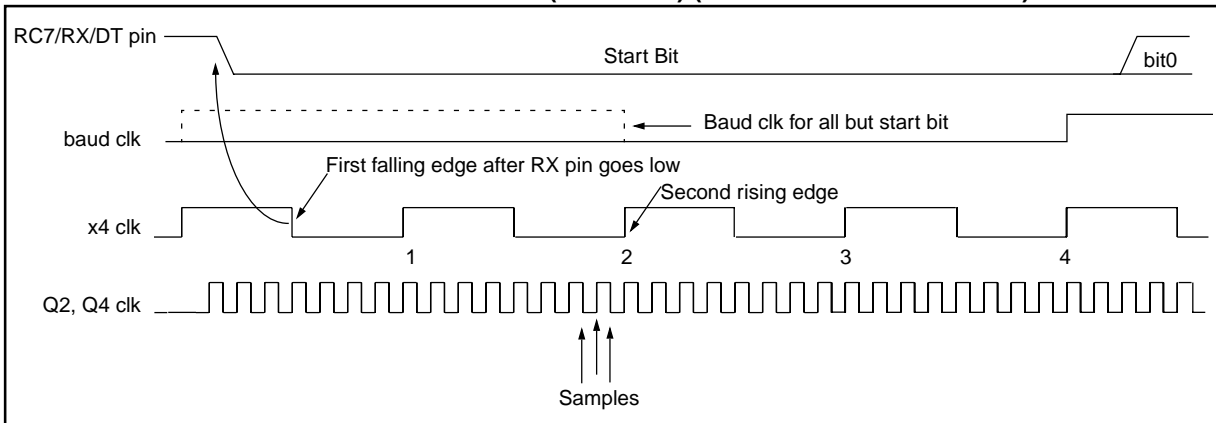 RC7/RX/DT pin
Start Bit
bit0
baud clk
Baud clk for all but start bit
First falling edge after RX pin goes low
Second rising edge
x4 clk
1 2 3 4
Q2, Q4 clk
Samples